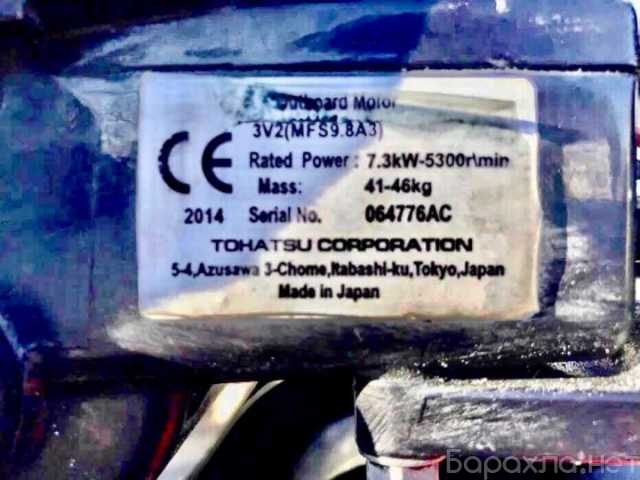 Outboard Motor
3V2(MFS9.8A3)
CE Rated Power : 7.3kW-5300r\min
Mass: 41-46kg
2014 Serial No. 064776AC
TOHATSU CORPORATION
5-4,Azusawa 3-Chome,Itabashi-ku,Tokyo,Japan
Made in Japan
Барахла.нет